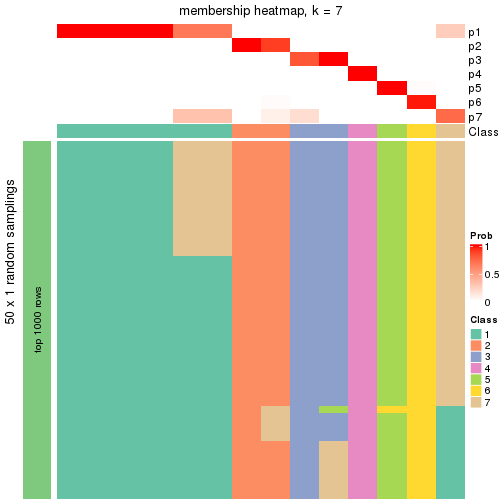 membership heatmap, k = 7
p1
p2
p3
p4
p5
p6
p7
Class
50 x 1 random samplings
top 1000 rows
Prob
1
0.5
0
Class
1
2
3
4
5
6
7